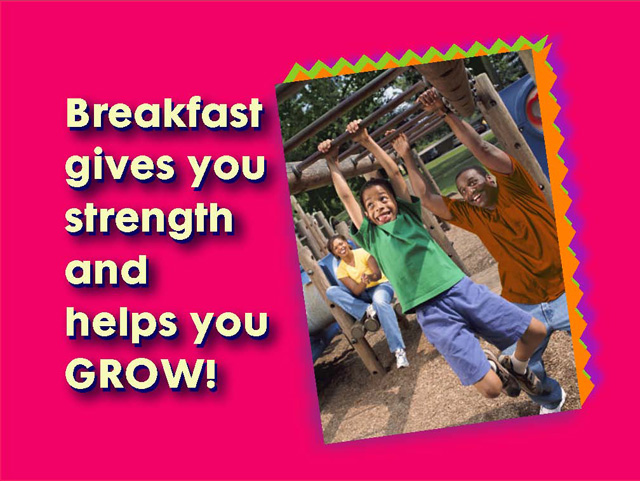 Breakfast
gives you
strength
and
helps you
GROW!